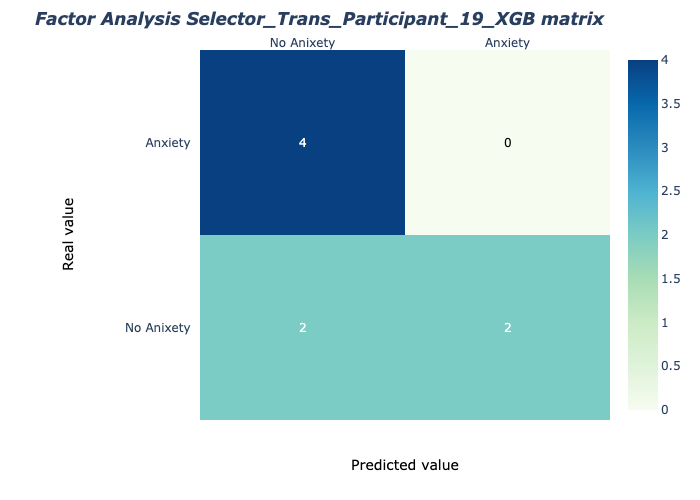 Factor Analysis Selector_Trans_Participant_19_XGB matrix
No Anixety Anxiety
Anxiety 4 0
No Anixety 2 2
Real value
Predicted value
4
3.5
3
2.5
2
1.5
1
0.5
0